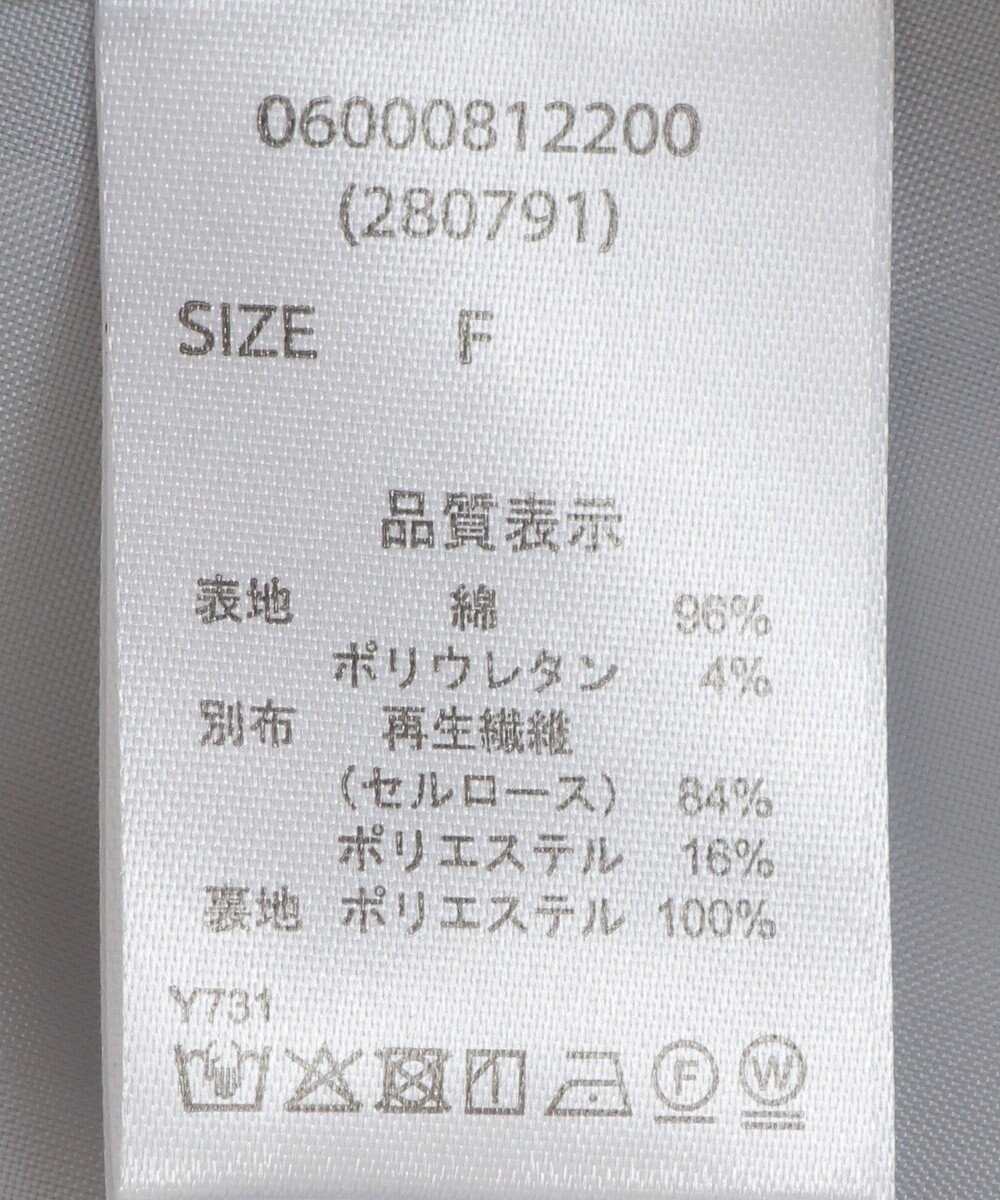 06000812200
(280791)
SIZE F
品質表示
表地 綿 96%
ポリウレタン 4%
別布 再生繊維
(セルロース) 84%
ポリエステル 16%
裏地 ポリエステル 100%
Y731
F W